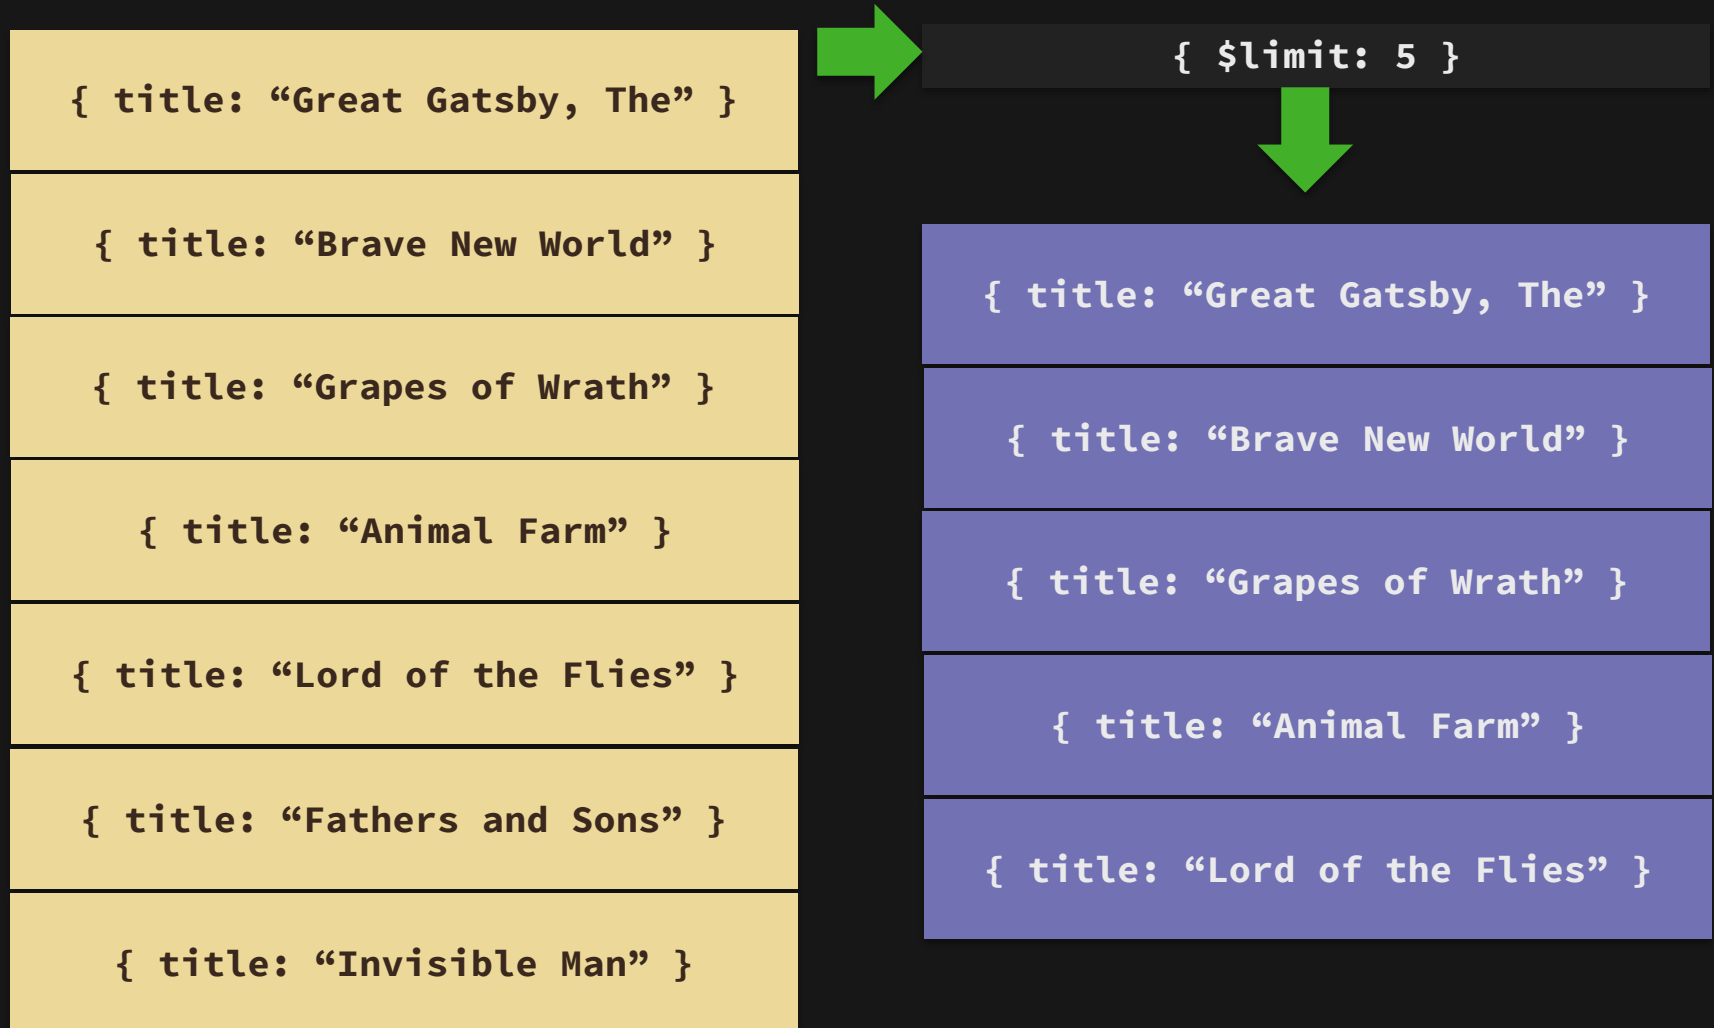 { title: “Great Gatsby, The” }
{ title: “Brave New World” }
{ title: “Grapes of Wrath” }
{ title: “Animal Farm” }
{ title: “Lord of the Flies” }
{ title: “Fathers and Sons” }
{ title: “Invisible Man” }
{ $limit: 5 }
{ title: “Great Gatsby, The” }
{ title: “Brave New World” }
{ title: “Grapes of Wrath” }
{ title: “Animal Farm” }
{ title: “Lord of the Flies” }